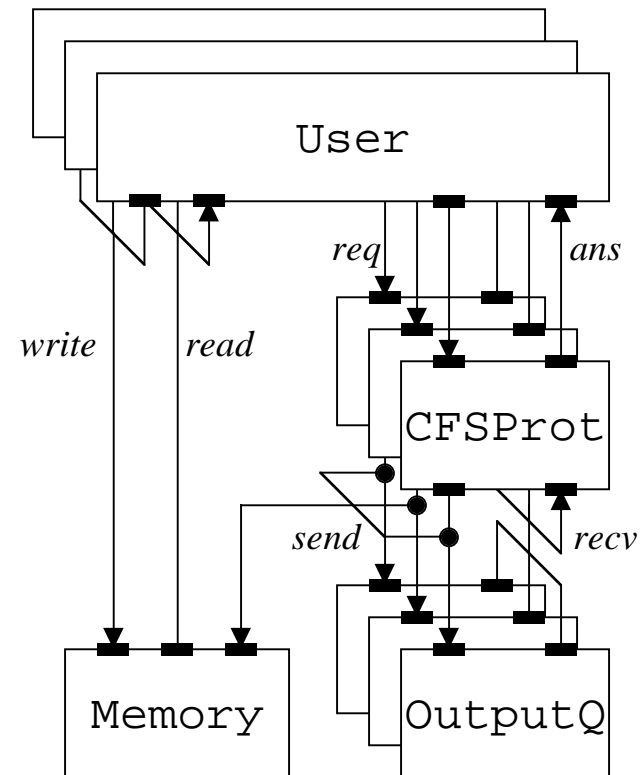 User
req
ans
write
read
CFSProt
send
recv
Memory
OutputQ